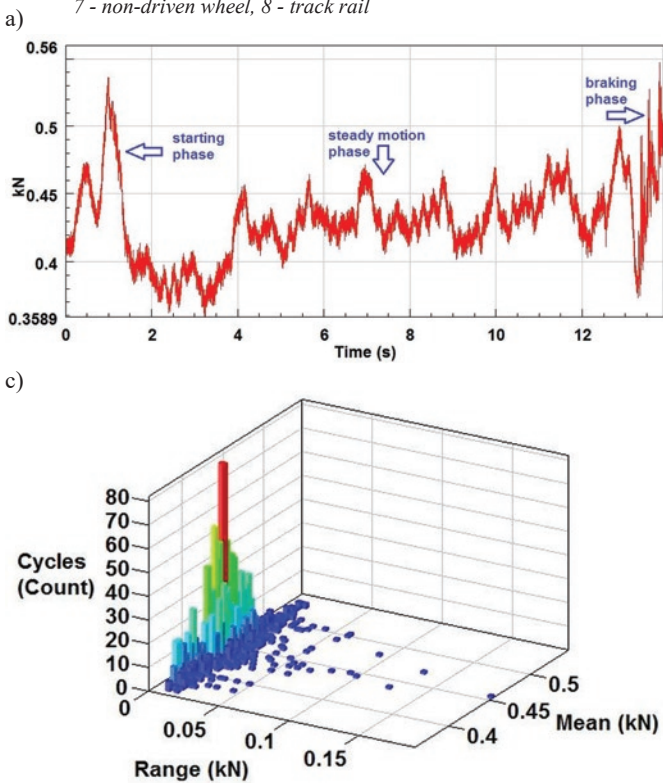 7 - non-driven wheel, 8 - track rail
a)
0.56
0.5
0.45
0.4
0.3589
kN
starting
phase
steady motion
phase
braking
phase
0
2
4
6
8
10
12
Time (s)
c)
80
70
60
50
40
30
20
10
0
Cycles
(Count)
0
0.05
0.1
0.15
Range (kN)
0.4
0.45
0.5
Mean (kN)